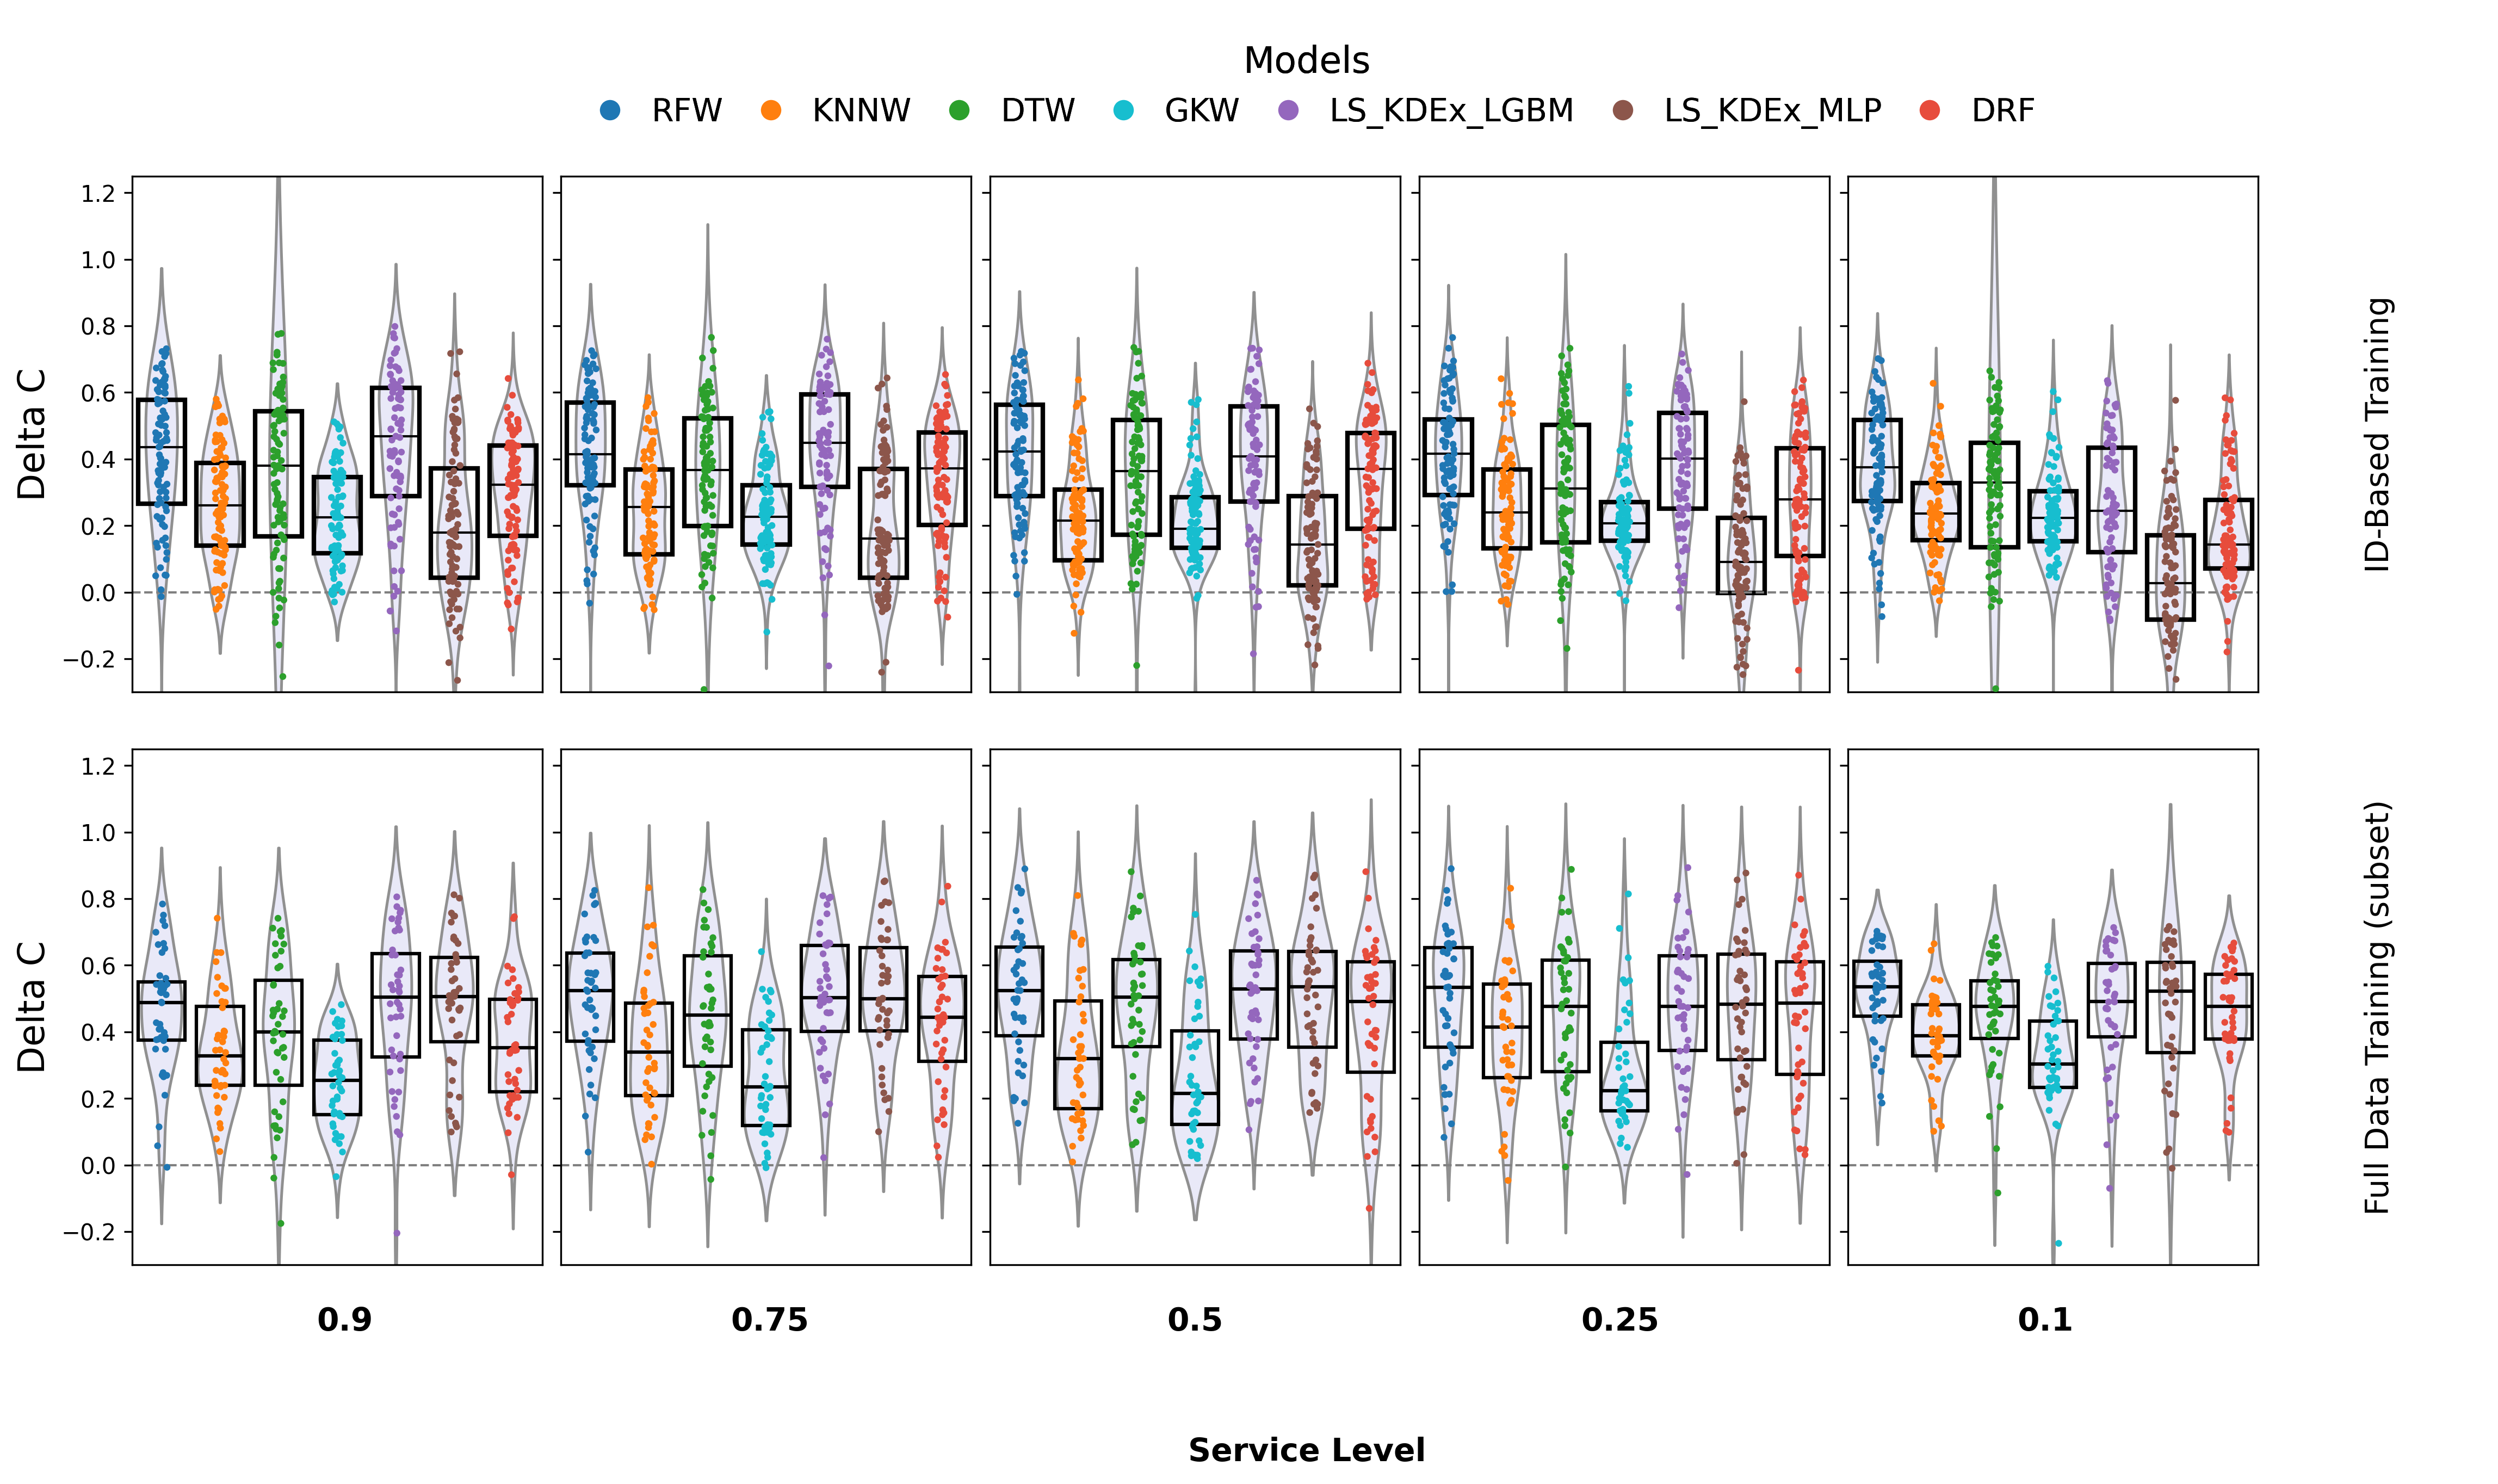 Models
RFW KNNW DTW GKW LS_KDEx_LGBM LS_KDEx_MLP DRF
Delta C
1.2
1.0
0.8
0.6
0.4
0.2
0.0
−0.2
ID-Based Training
Delta C
1.2
1.0
0.8
0.6
0.4
0.2
0.0
−0.2
Full Data Training (subset)
0.9 0.75 0.5 0.25 0.1
Service Level